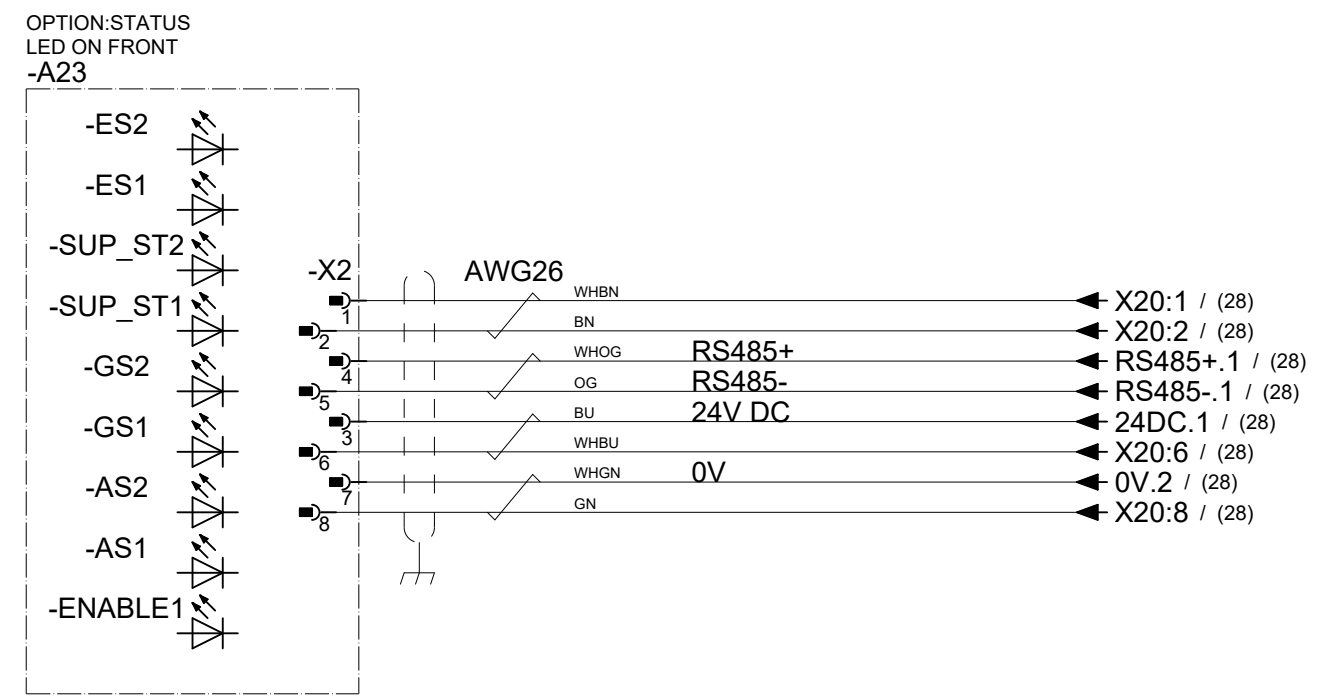 OPTION:STATUS
LED ON FRONT
-A23
-ES2
-ES1
-SUP_ST2
-SUP_ST1
-GS2
-GS1
-AS2
-AS1
-ENABLE1
-X2 AWG26
1 WHBN X20:1 / (28)
2 BN X20:2 / (28)
4 WHOG RS485+ RS485+.1 / (28)
5 OG RS485- RS485-.1 / (28)
3 BU 24V DC 24DC.1 / (28)
6 WHBU X20:6 / (28)
7 WHGN 0V 0V.2 / (28)
8 GN X20:8 / (28)